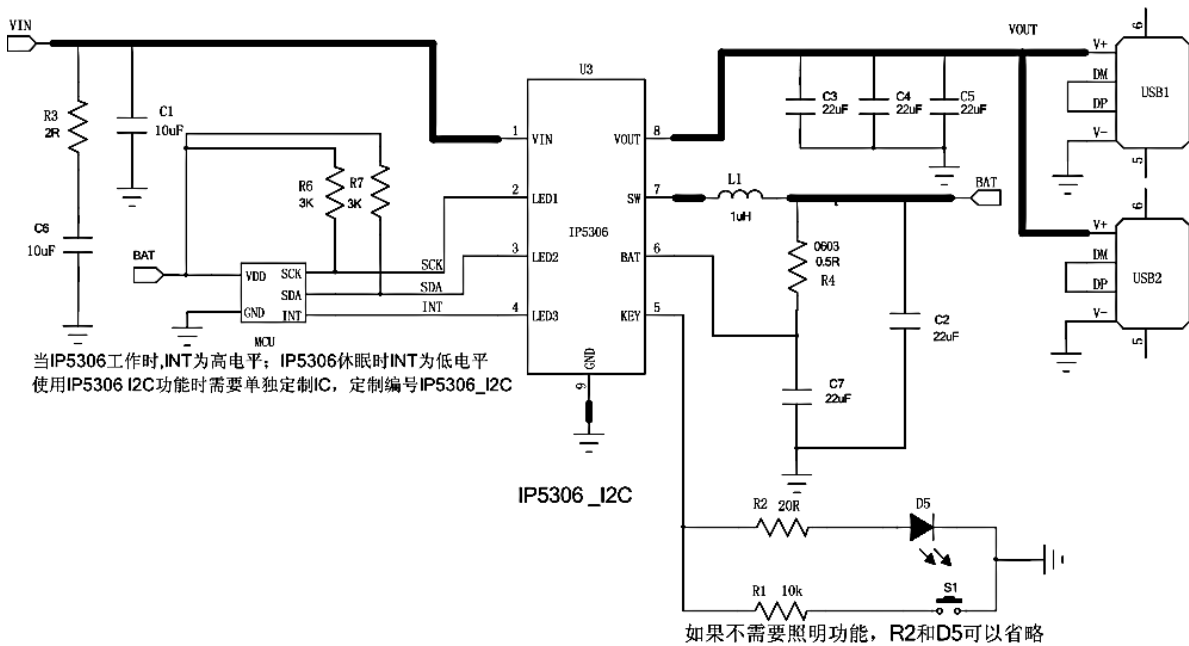 VIN
VOUT
6
V+
DM
DP
V-
USB1
5
U3
R3
2R
C1
10uF
C3
22uF
C4
22uF
C5
22uF
1
VIN
VOUT
8
R6
3K
R7
3K
2
LED1
SW
7
L1
1uH
BAT
IP5306
6
V+
DM
DP
V-
USB2
5
C6
10uF
BAT
VDD
GND
SCK
SDA
INT
MCU
SCK
SDA
INT
3
LED2
BAT
6
4
LED3
KEY
5
GND
9
0603
0.5R
R4
C2
22uF
C7
22uF
当IP5306工作时,INT为高电平；IP5306休眠时INT为低电平
使用IP5306 I2C功能时需要单独定制IC，定制编号IP5306_I2C
IP5306_I2C
R2
20R
D5
R1
10k
S1
如果不需要照明功能，R2和D5可以省略